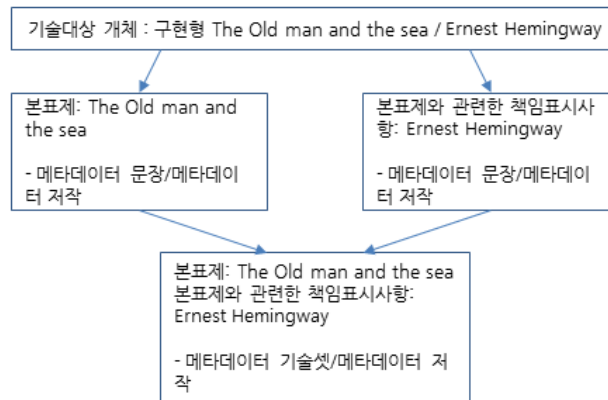 기술대상 개체 : 구현형 The Old man and the sea / Ernest Hemingway
본표제: The Old man and
the sea
- 메타데이터 문장/메타데이
터 저작
본표제와 관련한 책임표시사
항: Ernest Hemingway
- 메타데이터 문장/메타데이
터 저작
본표제: The Old man and the sea
본표제와 관련한 책임표시사항:
Ernest Hemingway
- 메타데이터 기술셋/메타데이터 저
작